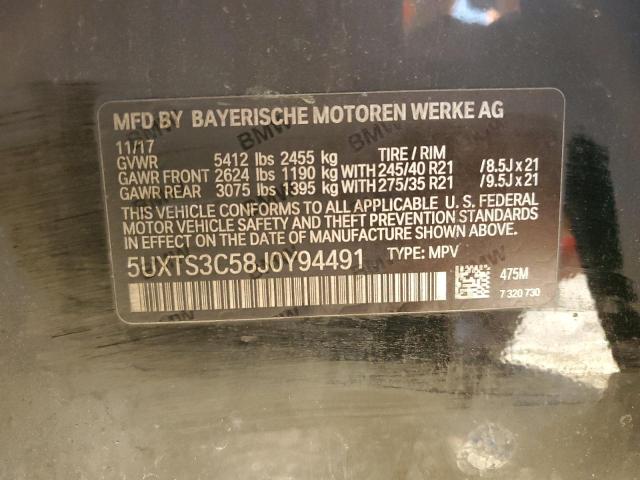 MFD BY BAYERISCHE MOTOREN WERKE AG
11/17
GVWR 5412 lbs 2455 kg TIRE / RIM
GAWR FRONT 2624 lbs 1190 kg WITH 245/40 R21 /8.5J x 21
GAWR REAR 3075 lbs 1395 kg WITH 275/35 R21 /9.5J x 21
THIS VEHICLE CONFORMS TO ALL APPLICABLE U. S. FEDERAL
MOTOR VEHICLE SAFETY AND THEFT PREVENTION STANDARDS
IN EFFECT ON THE DATE OF MANUFACTURE SHOWN ABOVE.
5UXTS3C58J0Y94491 TYPE: MPV
475M
7 320 730